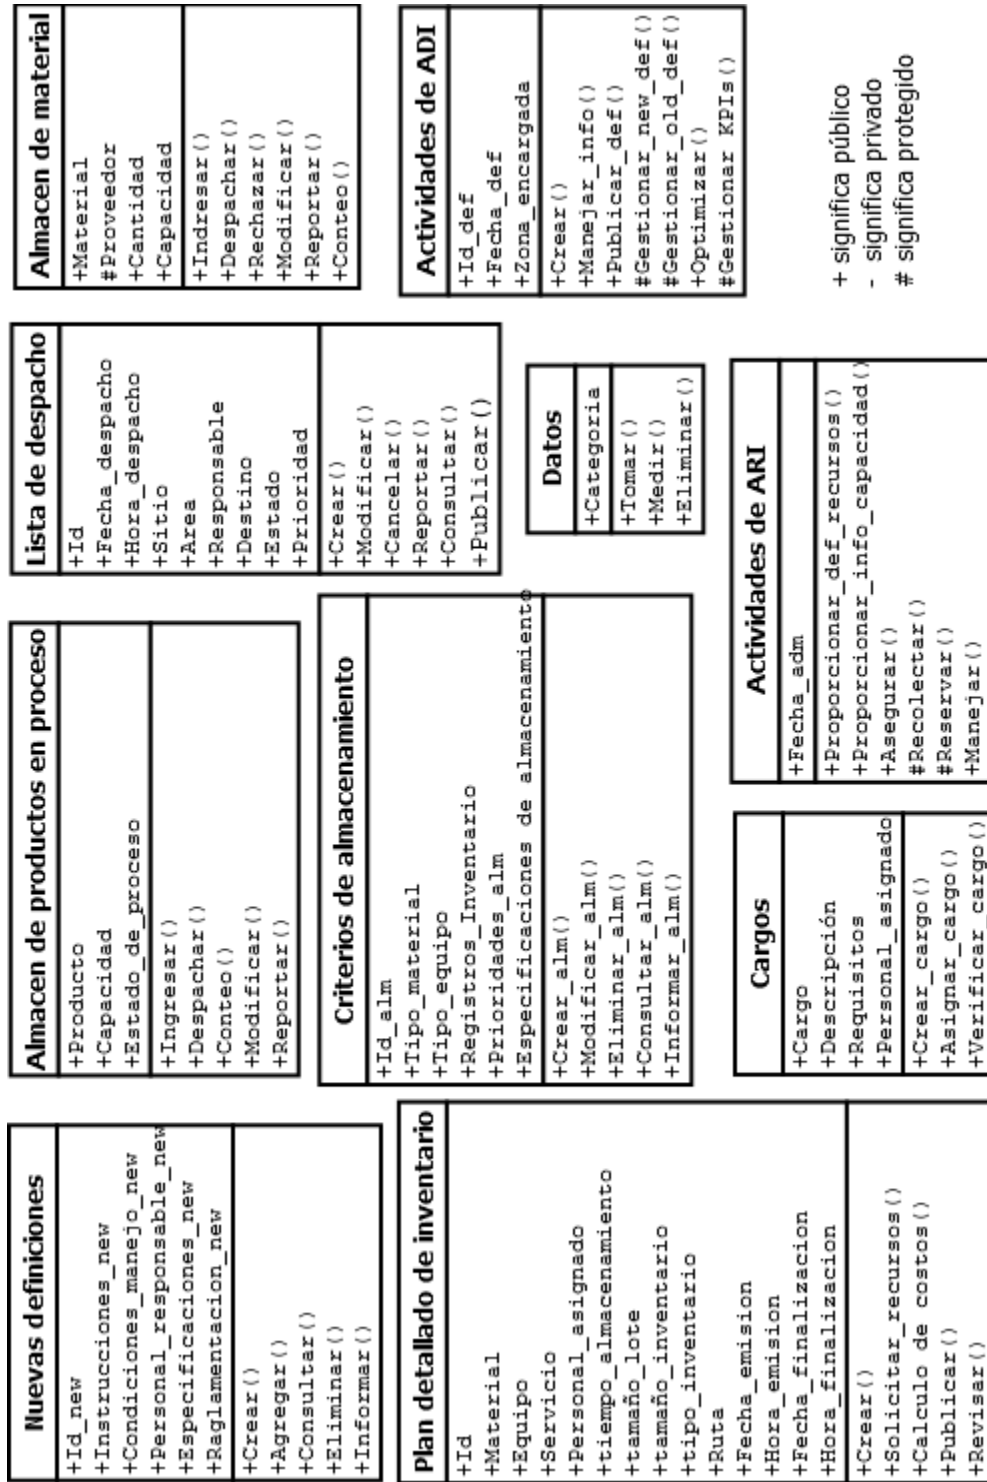 Nuevas definiciones
+Id_new
+Instrucciones_new
+Condiciones_manejo_new
+Personal_responsable_new
+Especificaciones_new
+Raglamentacion_new
+Crear()
+Agregar()
+Consultar()
+Eliminar()
+Informar()
Almacen de productos en proceso
+Producto
+Capacidad
+Estado_de_proceso
+Ingresar()
+Despachar()
+Conteo()
+Modificar()
+Reportar()
Lista de despacho
+Id
+Fecha_despacho
+Hora_despacho
+Sitio
+Area
+Responsable
+Destino
+Estado
+Prioridad
+Crear()
+Modificar()
+Cancelar()
+Reportar()
+Consultar()
+Publicar()
Almacen de material
+Material
#Proveedor
+Cantidad
+Capacidad
+Indresar()
+Despachar()
+Rechazar()
+Modificar()
+Reportar()
+Conteo()
Plan detallado de inventario
+Id
+Material
+Equipo
+Servicio
+Personal_asignado
+tiempo_almacenamiento
+tamaño_lote
+tamaño_inventario
+tipo_inventario
+Ruta
+Fecha_emision
+Hora_emision
+Fecha_finalizacion
+Hora_finalizacion
+Crear()
+Solicitar_recursos()
+Calculo de costos()
+Publicar()
+Revisar()
Criterios de almacenamiento
+Id_alm
+Tipo_material
+Tipo_equipo
+Registros_Inventario
+Prioridades_alm
+Especificaciones de almacenamiento
+Crear_alm()
+Modificar_alm()
+Eliminar_alm()
+Consultar_alm()
+Informar_alm()
Datos
+Categoria
+Tomar()
+Medir()
+Eliminar()
Actividades de ADI
+Id_def
+Fecha_def
+Zona_encargada
+Crear()
+Manejar_info()
+Publicar_def()
#Gestionar_new_def()
#Gestionar_old_def()
+Optimizar()
#Gestionar KPIs()
Cargos
+Cargo
+Descripción
+Requisitos
+Personal_asignado
+Crear_cargo()
+Asignar_cargo()
+Verificar_cargo()
Actividades de ARI
+Fecha_adm
+Proporcionar_def_recursos()
+Proporcionar_info_capacidad()
+Asegurar()
#Recolectar()
#Reservar()
+Manejar()
+ significa público
- significa privado
# significa protegido